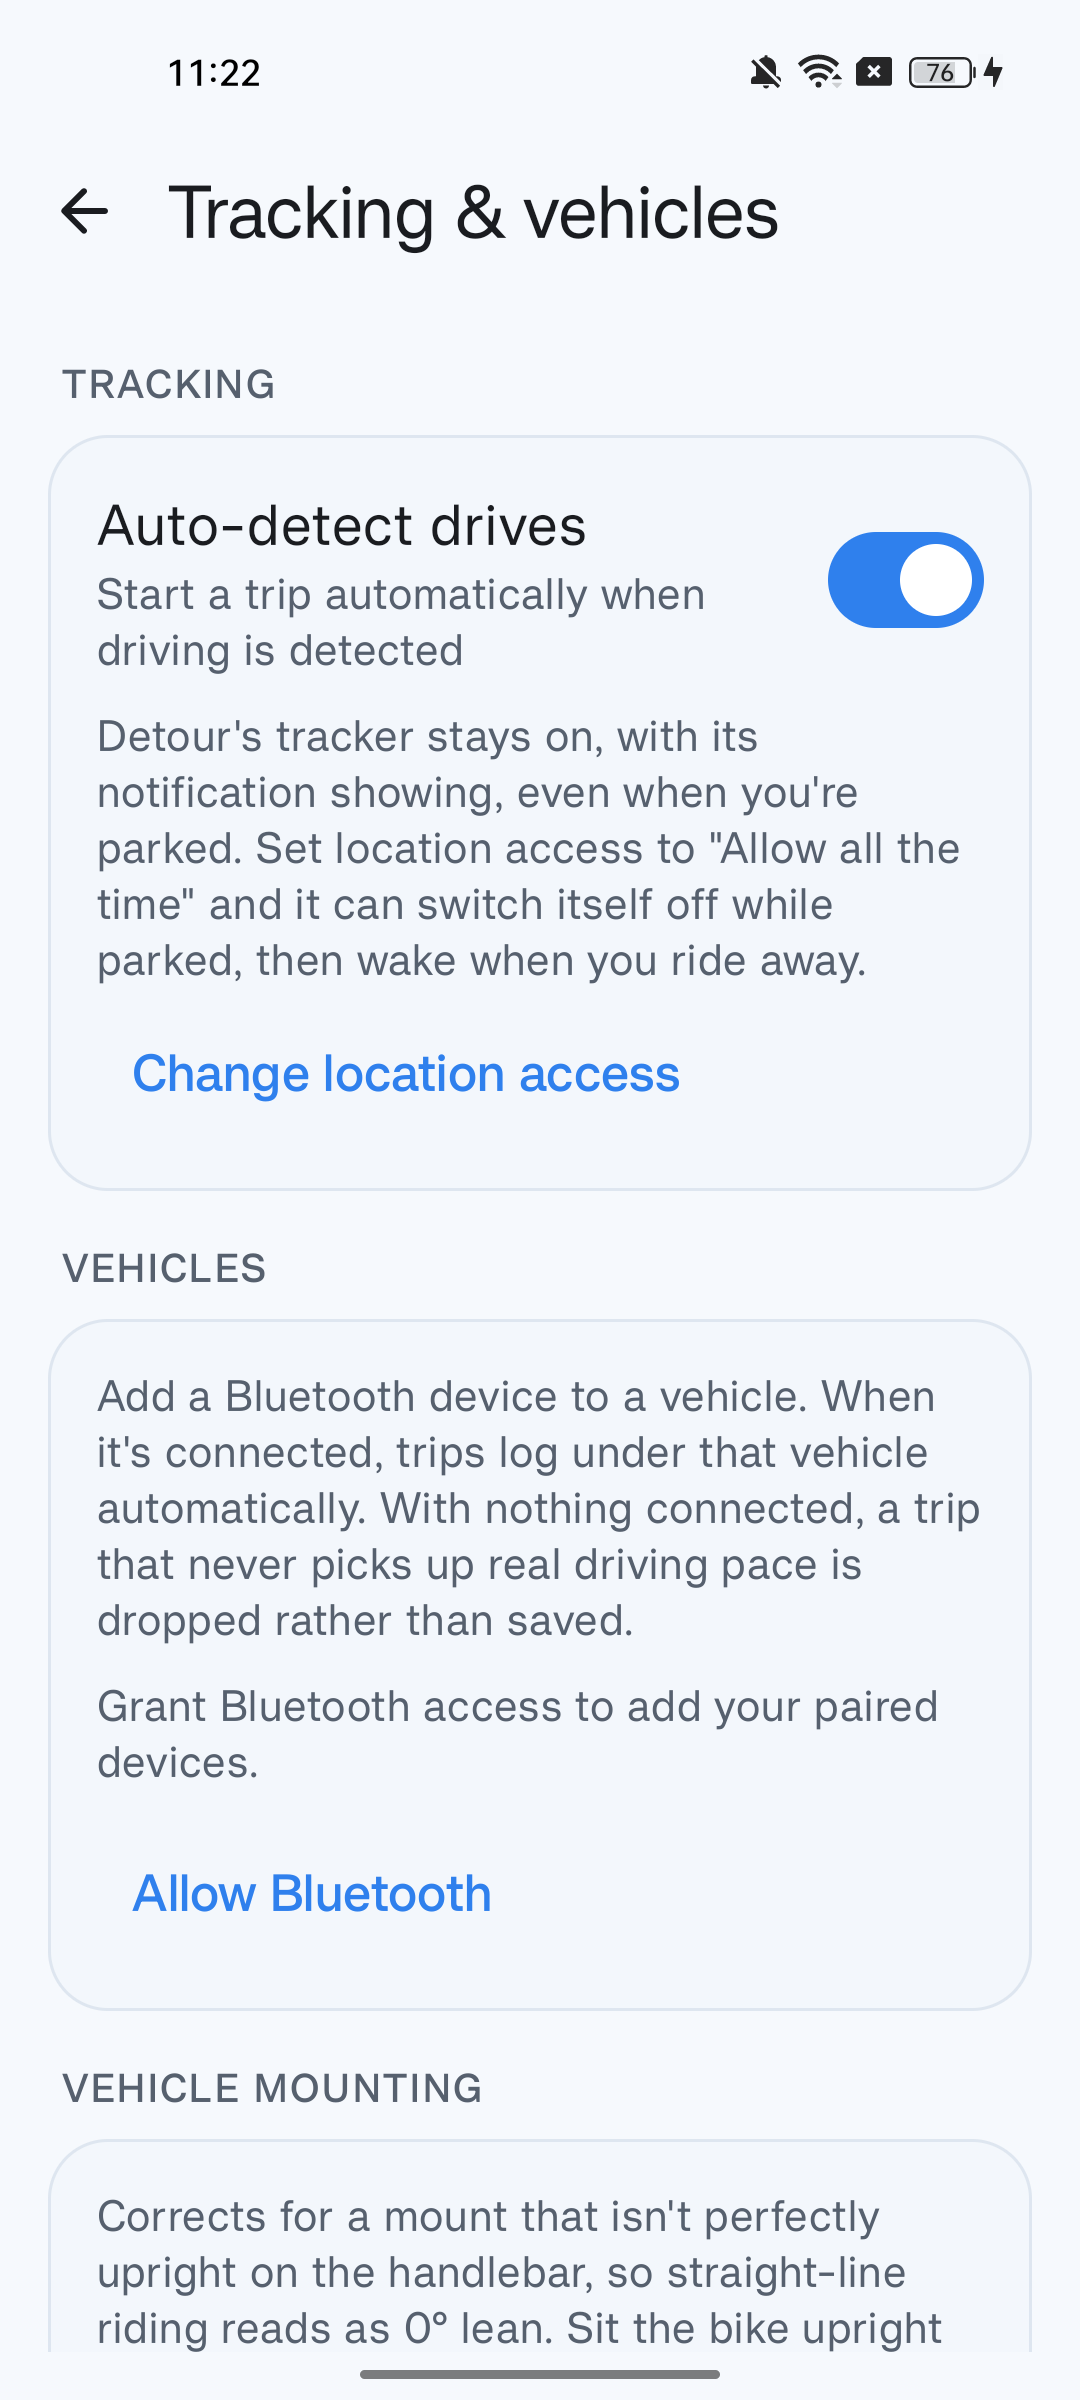 11:22
76
Tracking & vehicles
TRACKING
Auto-detect drives
Start a trip automatically when
driving is detected
Detour's tracker stays on, with its
notification showing, even when you're
parked. Set location access to "Allow all the
time" and it can switch itself off while
parked, then wake when you ride away.
Change location access
VEHICLES
Add a Bluetooth device to a vehicle. When
it's connected, trips log under that vehicle
automatically. With nothing connected, a trip
that never picks up real driving pace is
dropped rather than saved.
Grant Bluetooth access to add your paired
devices.
Allow Bluetooth
VEHICLE MOUNTING
Corrects for a mount that isn't perfectly
upright on the handlebar, so straight-line
riding reads as 0° lean. Sit the bike upright